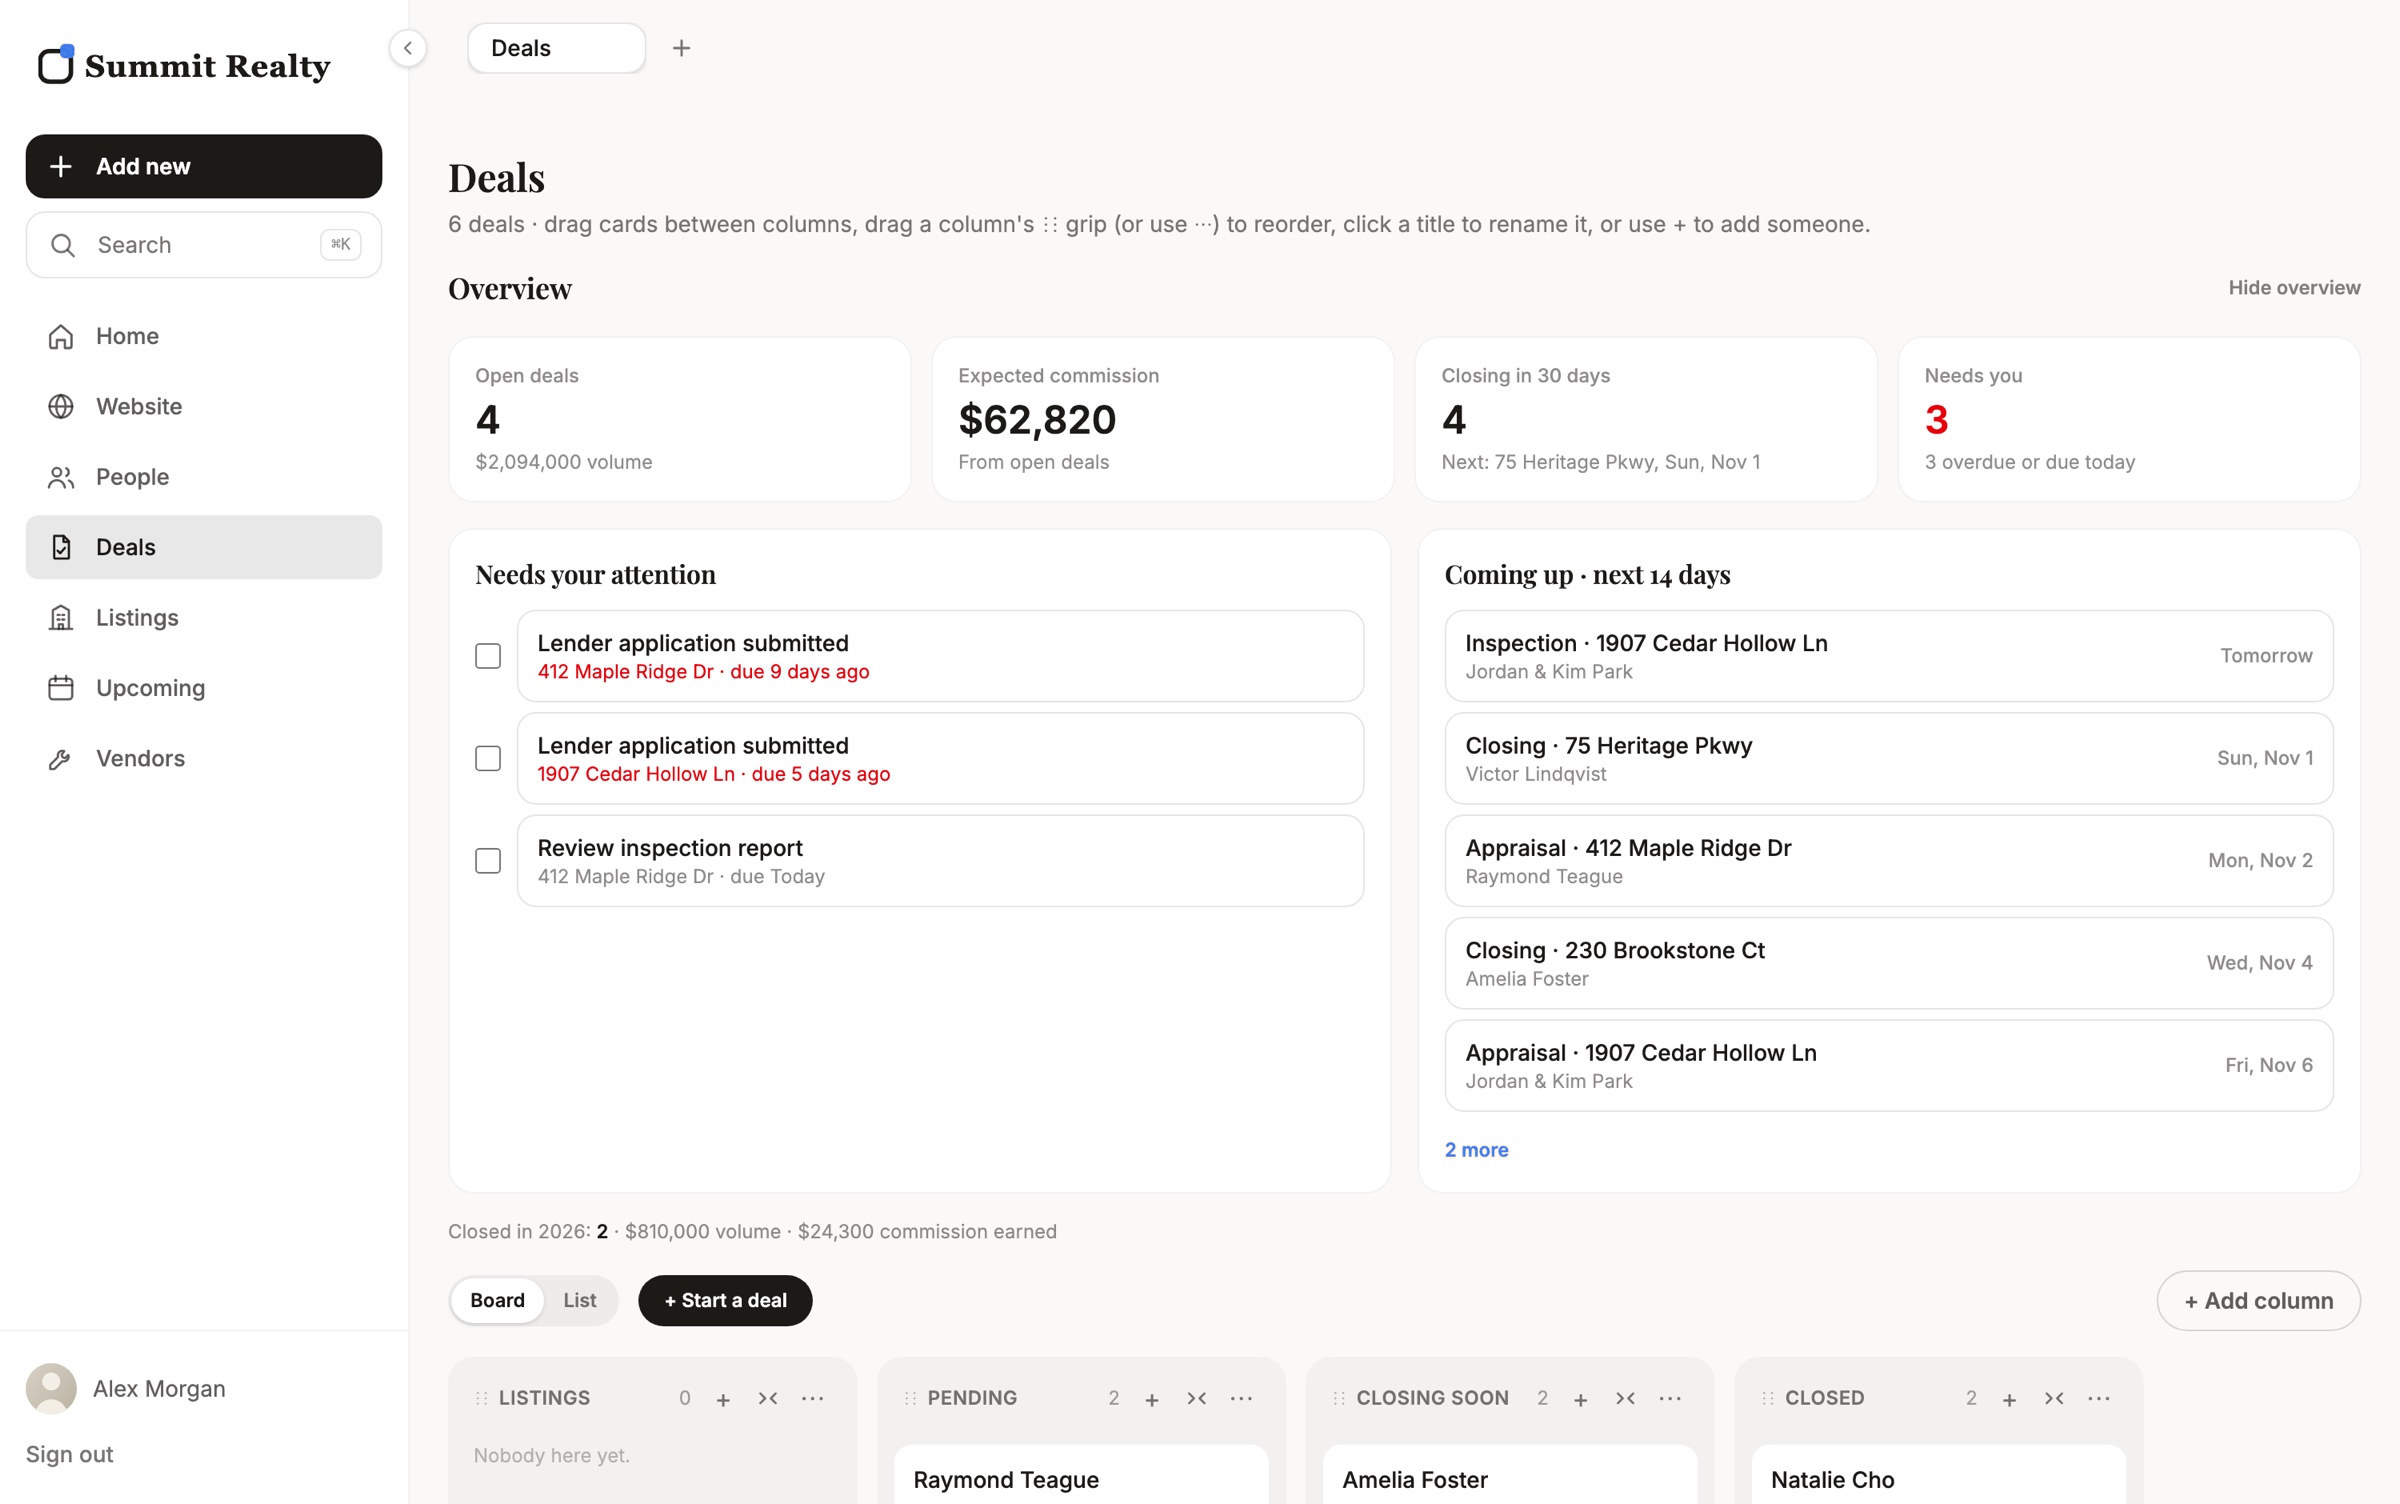 Summit Realty
Add new
Search ⌘K
Home
Website
People
Deals
Listings
Upcoming
Vendors
Alex Morgan
Sign out
Deals
Deals
6 deals · drag cards between columns, drag a column's ⋮⋮ grip (or use ···) to reorder, click a title to rename it, or use + to add someone.
Overview
Hide overview
Open deals
4
$2,094,000 volume
Expected commission
$62,820
From open deals
Closing in 30 days
4
Next: 75 Heritage Pkwy, Sun, Nov 1
Needs you
3
3 overdue or due today
Needs your attention
Lender application submitted
412 Maple Ridge Dr · due 9 days ago
Lender application submitted
1907 Cedar Hollow Ln · due 5 days ago
Review inspection report
412 Maple Ridge Dr · due Today
Coming up · next 14 days
Inspection · 1907 Cedar Hollow Ln
Jordan & Kim Park
Tomorrow
Closing · 75 Heritage Pkwy
Victor Lindqvist
Sun, Nov 1
Appraisal · 412 Maple Ridge Dr
Raymond Teague
Mon, Nov 2
Closing · 230 Brookstone Ct
Amelia Foster
Wed, Nov 4
Appraisal · 1907 Cedar Hollow Ln
Jordan & Kim Park
Fri, Nov 6
2 more
Closed in 2026: 2 · $810,000 volume · $24,300 commission earned
Board List + Start a deal
+ Add column
LISTINGS 0 + ···
Nobody here yet.
PENDING 2 + ···
Raymond Teague
CLOSING SOON 2 + ···
Amelia Foster
CLOSED 2 + ···
Natalie Cho